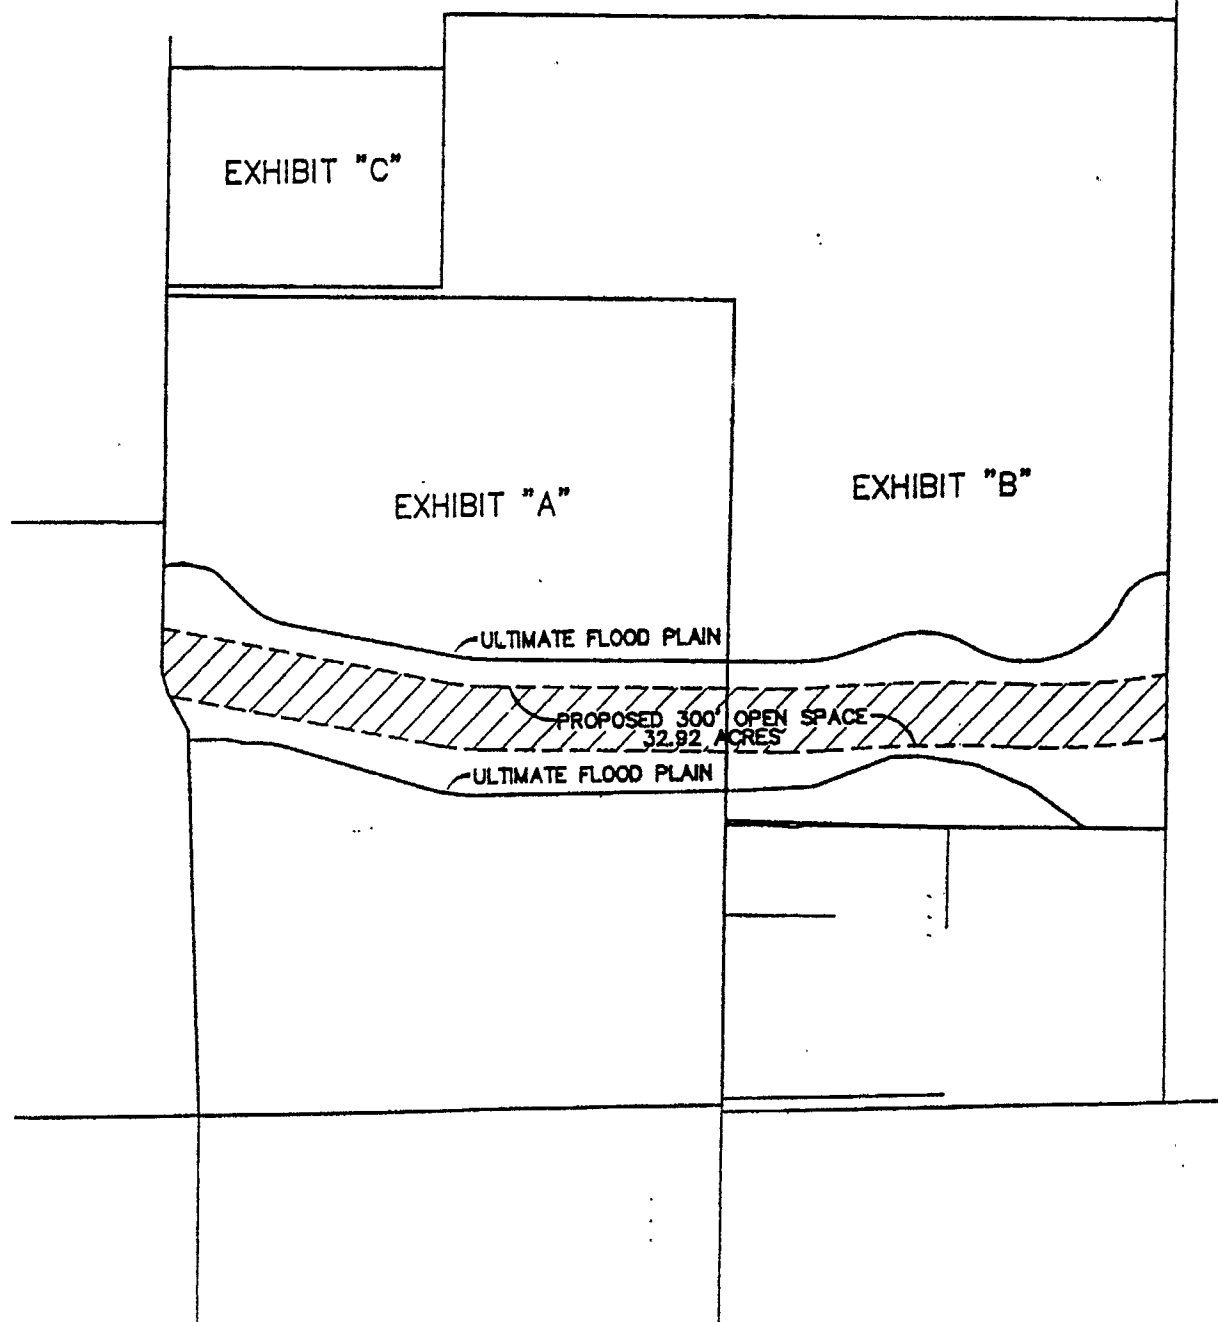 EXHIBIT "C"
EXHIBIT "A"
EXHIBIT "B"
ULTIMATE FLOOD PLAIN
PROPOSED 300' OPEN SPACE
32.92 ACRES
ULTIMATE FLOOD PLAIN